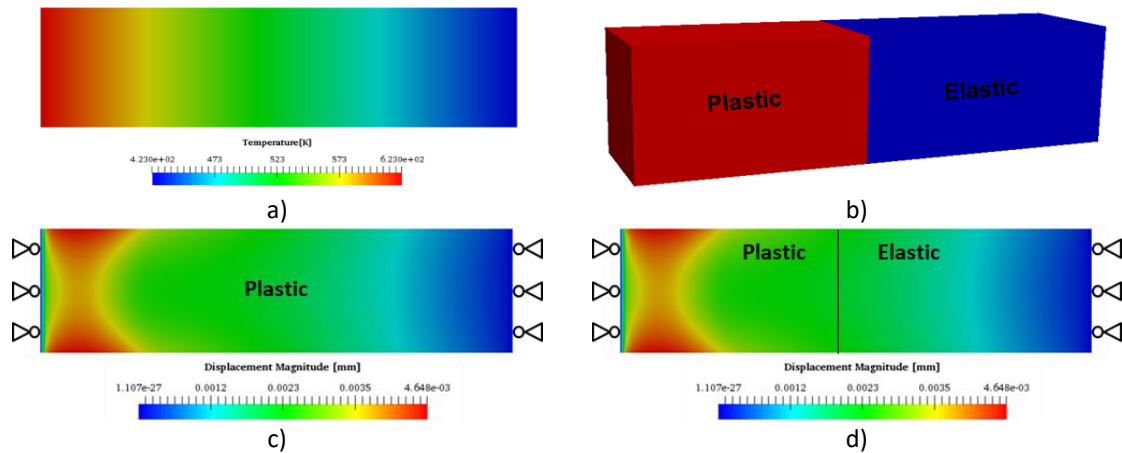 Temperature[K]
4.230e+02 473 523 573 6.230e+02
a)
Plastic
Elastic
b)
Plastic
Displacement Magnitude [mm]
1.107e-27 0.0012 0.0023 0.0035 4.648e-03
c)
Plastic Elastic
Displacement Magnitude [mm]
1.107e-27 0.0012 0.0023 0.0035 4.648e-03
d)